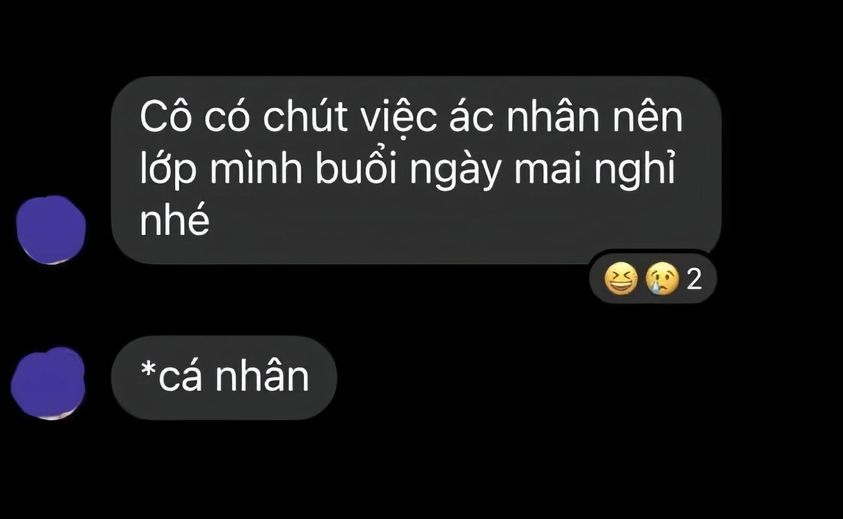 Cô có chút việc ác nhân nên
lớp mình buổi ngày mai nghỉ
nhé
2
*cá nhân